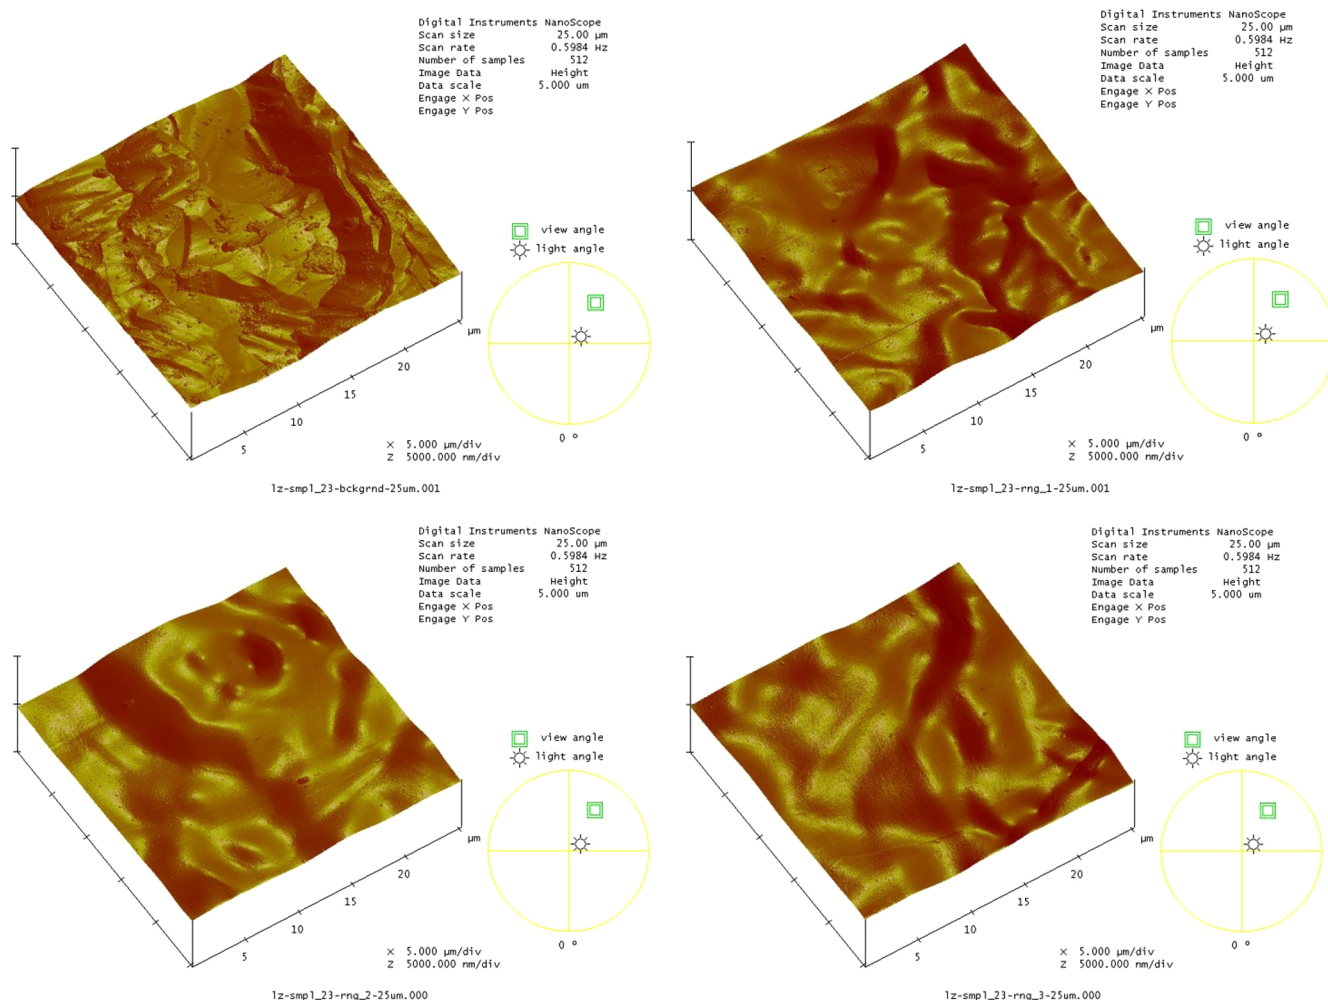 Digital Instruments NanoScope
Scan size 25.00 µm
Scan rate 0.5984 Hz
Number of samples 512
Image Data Height
Data scale 5.000 um
Engage X Pos
Engage Y Pos
view angle
light angle
µm
20
15
10
5
0 °
X 5.000 µm/div
Z 5000.000 nm/div
lz-smpl_23-bckgrnd-25um.001
Digital Instruments NanoScope
Scan size 25.00 µm
Scan rate 0.5984 Hz
Number of samples 512
Image Data Height
Data scale 5.000 um
Engage X Pos
Engage Y Pos
view angle
light angle
µm
20
15
10
5
0 °
X 5.000 µm/div
Z 5000.000 nm/div
lz-smpl_23-rng_1-25um.001
Digital Instruments NanoScope
Scan size 25.00 µm
Scan rate 0.5984 Hz
Number of samples 512
Image Data Height
Data scale 5.000 um
Engage X Pos
Engage Y Pos
view angle
light angle
µm
20
15
10
5
0 °
X 5.000 µm/div
Z 5000.000 nm/div
lz-smpl_23-rng_2-25um.000
Digital Instruments NanoScope
Scan size 25.00 µm
Scan rate 0.5984 Hz
Number of samples 512
Image Data Height
Data scale 5.000 um
Engage X Pos
Engage Y Pos
view angle
light angle
µm
20
15
10
5
0 °
X 5.000 µm/div
Z 5000.000 nm/div
lz-smpl_23-rng_3-25um.000